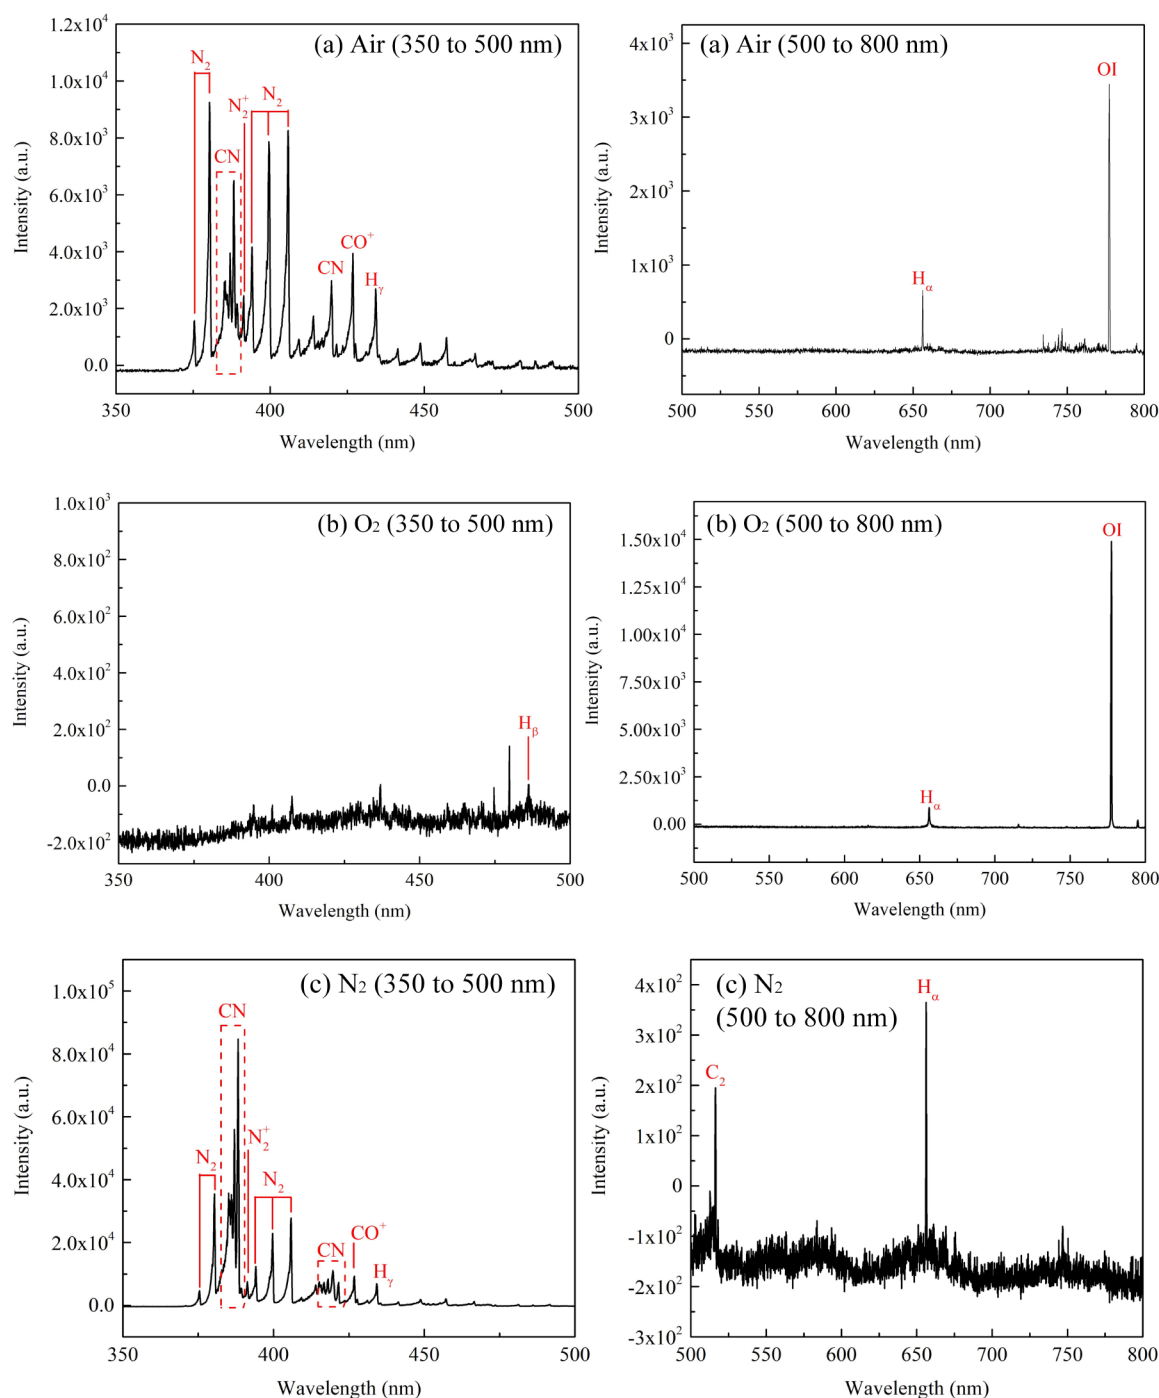 (a) Air (350 to 500 nm)
1.2x10⁴
1.0x10⁴
8.0x10³
6.0x10³
4.0x10³
2.0x10³
0.0
Intensity (a.u.)
N₂
N₂⁺
N₂
CN
CN
CO⁺
Hγ
350
400
450
500
Wavelength (nm)
(a) Air (500 to 800 nm)
4x10³
3x10³
2x10³
1x10³
0
Intensity (a.u.)
Hα
OI
500
550
600
650
700
750
800
Wavelength (nm)
(b) O₂ (350 to 500 nm)
1.0x10³
8.0x10²
6.0x10²
4.0x10²
2.0x10²
0.0
-2.0x10²
Intensity (a.u.)
Hβ
350
400
450
500
Wavelength (nm)
(b) O₂ (500 to 800 nm)
1.50x10⁴
1.25x10⁴
1.00x10⁴
7.50x10³
5.00x10³
2.50x10³
0.00
Intensity (a.u.)
Hα
OI
500
550
600
650
700
750
800
Wavelength (nm)
(c) N₂ (350 to 500 nm)
1.0x10⁵
8.0x10⁴
6.0x10⁴
4.0x10⁴
2.0x10⁴
0.0
Intensity (a.u.)
CN
N₂⁺
N₂
N₂
CN
CO⁺
Hγ
350
400
450
500
Wavelength (nm)
(c) N₂
(500 to 800 nm)
4x10²
3x10²
2x10²
1x10²
0
-1x10²
-2x10²
-3x10²
Intensity (a.u.)
C₂
Hα
500
550
600
650
700
750
800
Wavelength (nm)